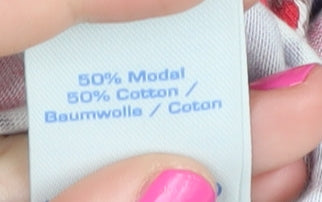 50% Modal
50% Cotton /
Baumwolle / Coton